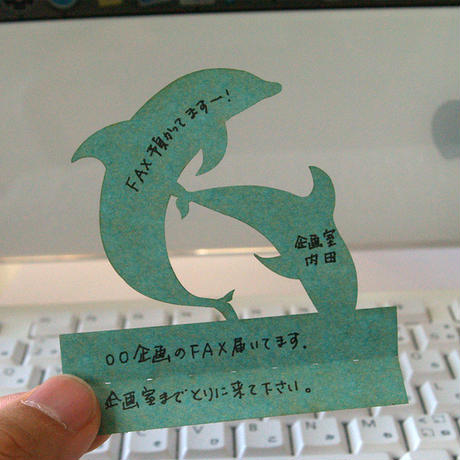 FAX預かってますー!
企画室
内田
○○企画のFAX届いてます.
企画室までとりに来て下さい。